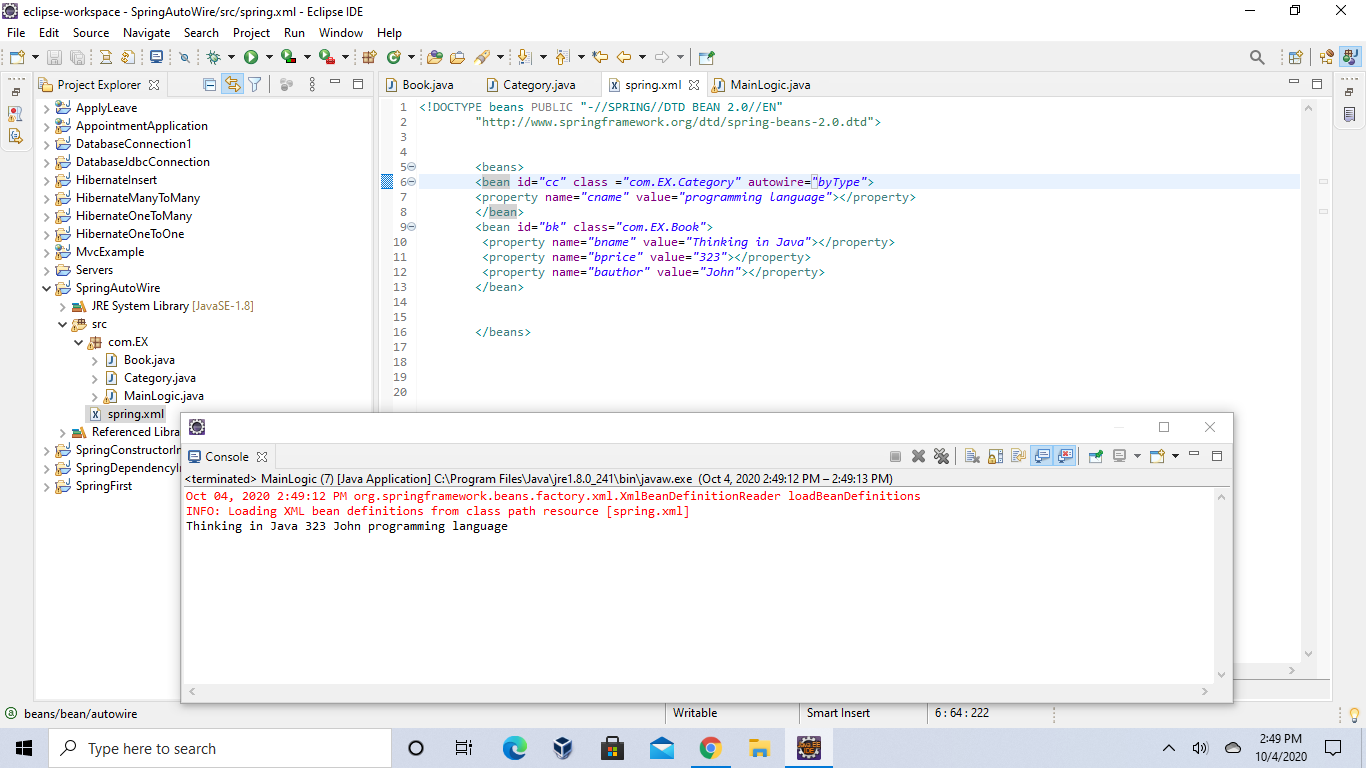 eclipse-workspace - SpringAutoWire/src/spring.xml - Eclipse IDE
File Edit Source Navigate Search Project Run Window Help
Project Explorer
ApplyLeave
AppointmentApplication
DatabaseConnection1
DatabaseJdbcConnection
HibernateInsert
HibernateManyToMany
HibernateOneToMany
HibernateOneToOne
MvcExample
Servers
SpringAutoWire
JRE System Library [JavaSE-1.8]
src
com.EX
Book.java
Category.java
MainLogic.java
spring.xml
Referenced Libra
SpringConstructorIn
SpringDependencyI
SpringFirst
Book.java Category.java spring.xml MainLogic.java
1 <!DOCTYPE beans PUBLIC "-//SPRING//DTD BEAN 2.0//EN"
2 "http://www.springframework.org/dtd/spring-beans-2.0.dtd">
3
4
5 <beans>
6 <bean id="cc" class ="com.EX.Category" autowire="byType">
7 <property name="cname" value="programming language"></property>
8 </bean>
9 <bean id="bk" class="com.EX.Book">
10 <property name="bname" value="Thinking in Java"></property>
11 <property name="bprice" value="323"></property>
12 <property name="bauthor" value="John"></property>
13 </bean>
14
15
16 </beans>
17
18
19
20
Console
<terminated> MainLogic (7) [Java Application] C:\Program Files\Java\jre1.8.0_241\bin\javaw.exe (Oct 4, 2020 2:49:12 PM – 2:49:13 PM)
Oct 04, 2020 2:49:12 PM org.springframework.beans.factory.xml.XmlBeanDefinitionReader loadBeanDefinitions
INFO: Loading XML bean definitions from class path resource [spring.xml]
Thinking in Java 323 John programming language
beans/bean/autowire Writable Smart Insert 6 : 64 : 222
Type here to search
2:49 PM
10/4/2020